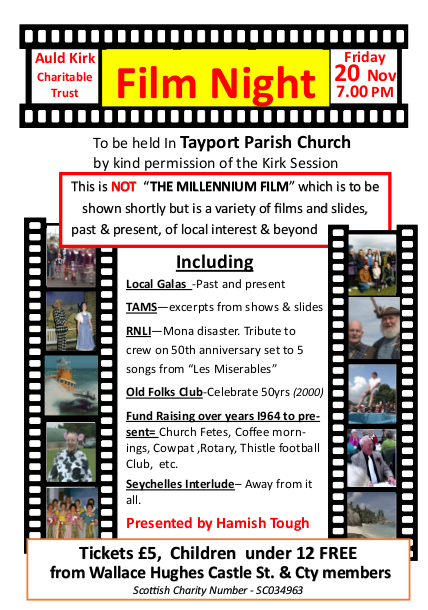 Auld Kirk
Charitable
Trust
Film Night
Friday
20 Nov
7.00 PM
To be held In Tayport Parish Church
by kind permission of the Kirk Session
This is NOT “THE MILLENNIUM FILM” which is to be
shown shortly but is a variety of films and slides,
past & present, of local interest & beyond
Including
Local Galas -Past and present
TAMS—excerpts from shows & slides
RNLI—Mona disaster. Tribute to
crew on 50th anniversary set to 5
songs from “Les Miserables”
Old Folks Club-Celebrate 50yrs (2000)
Fund Raising over years I964 to pre-
sent= Church Fetes, Coffee morn-
ings, Cowpat ,Rotary, Thistle football
Club, etc.
Seychelles Interlude– Away from it
all.
Presented by Hamish Tough
Tickets £5, Children under 12 FREE
from Wallace Hughes Castle St. & Cty members
Scottish Charity Number - SC034963